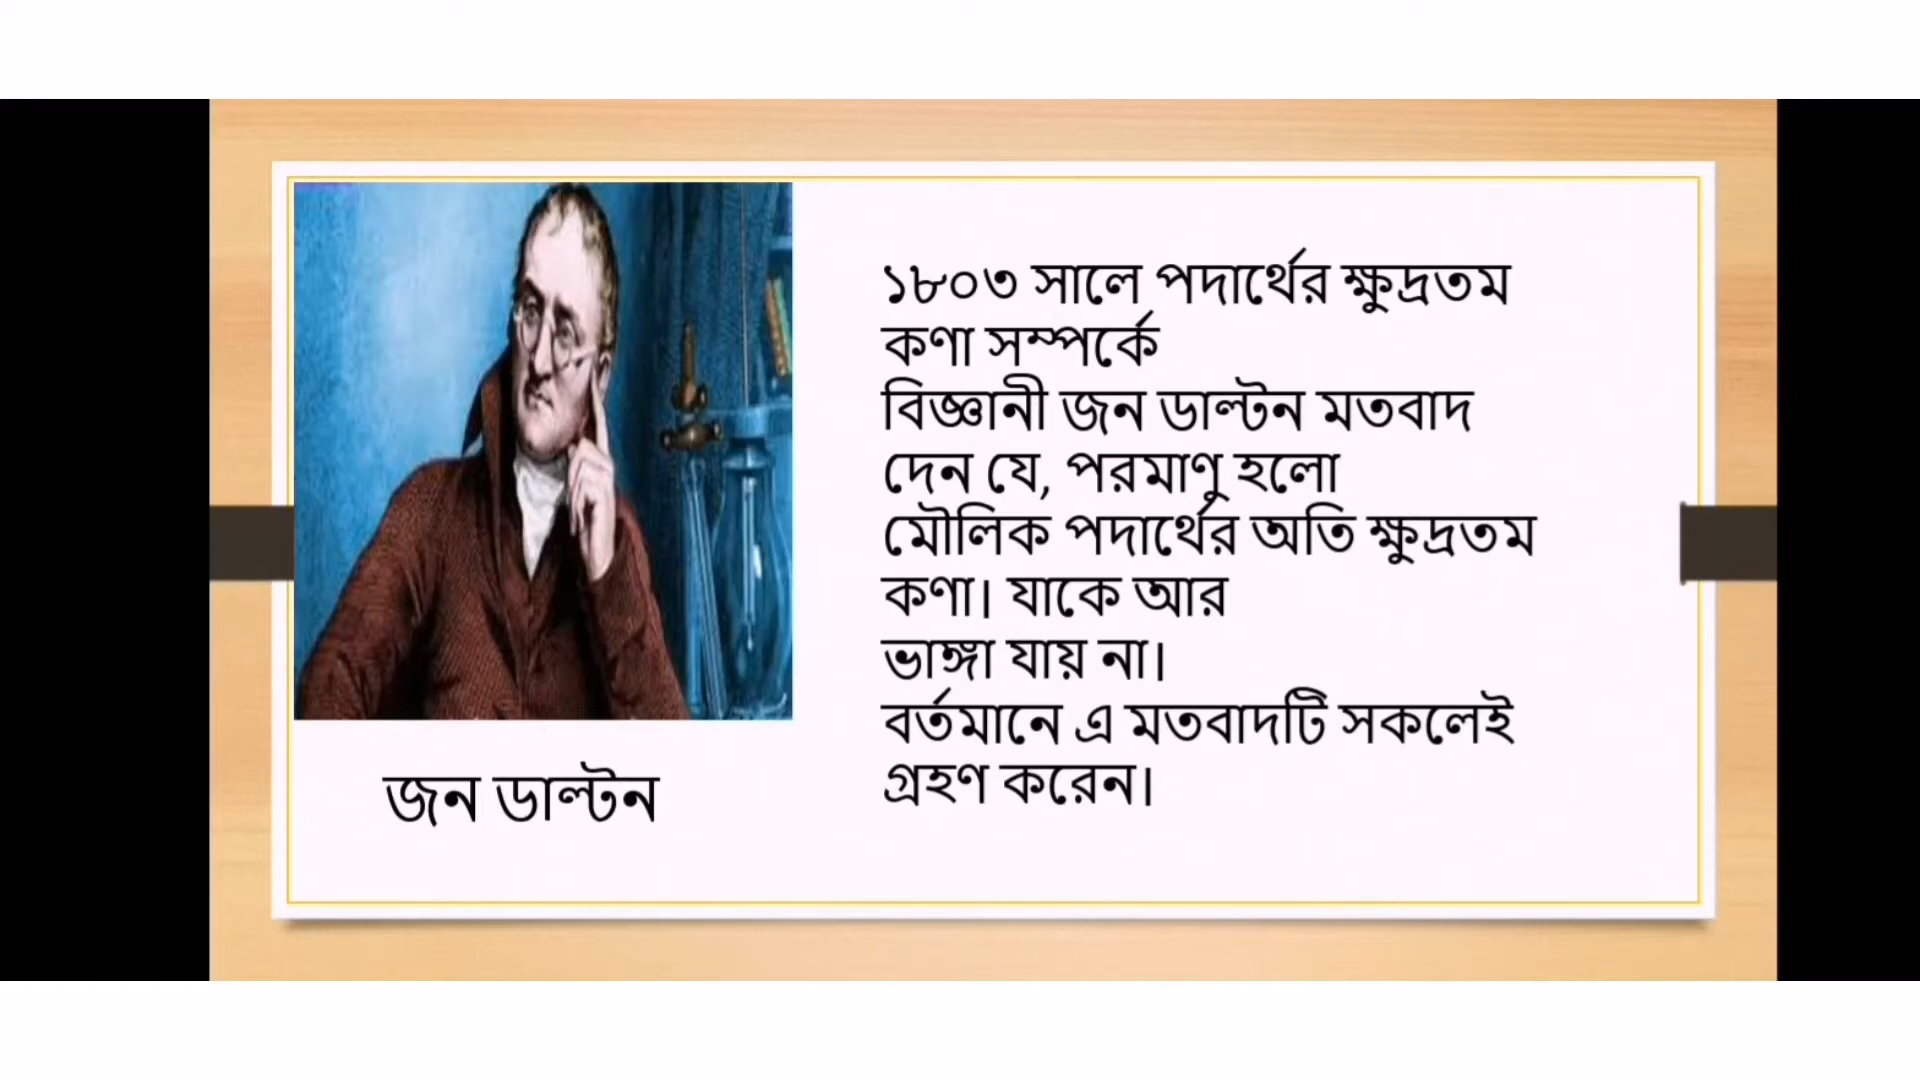 ১৮০৩ সালে পদার্থের ক্ষুদ্রতম
কণা সম্পর্কে
বিজ্ঞানী জন ডাল্টন মতবাদ
দেন যে, পরমাণু হলো
মৌলিক পদার্থের অতি ক্ষুদ্রতম
কণা। যাকে আর
ভাঙ্গা যায় না।
বর্তমানে এ মতবাদটি সকলেই
গ্রহণ করেন।
জন ডাল্টন